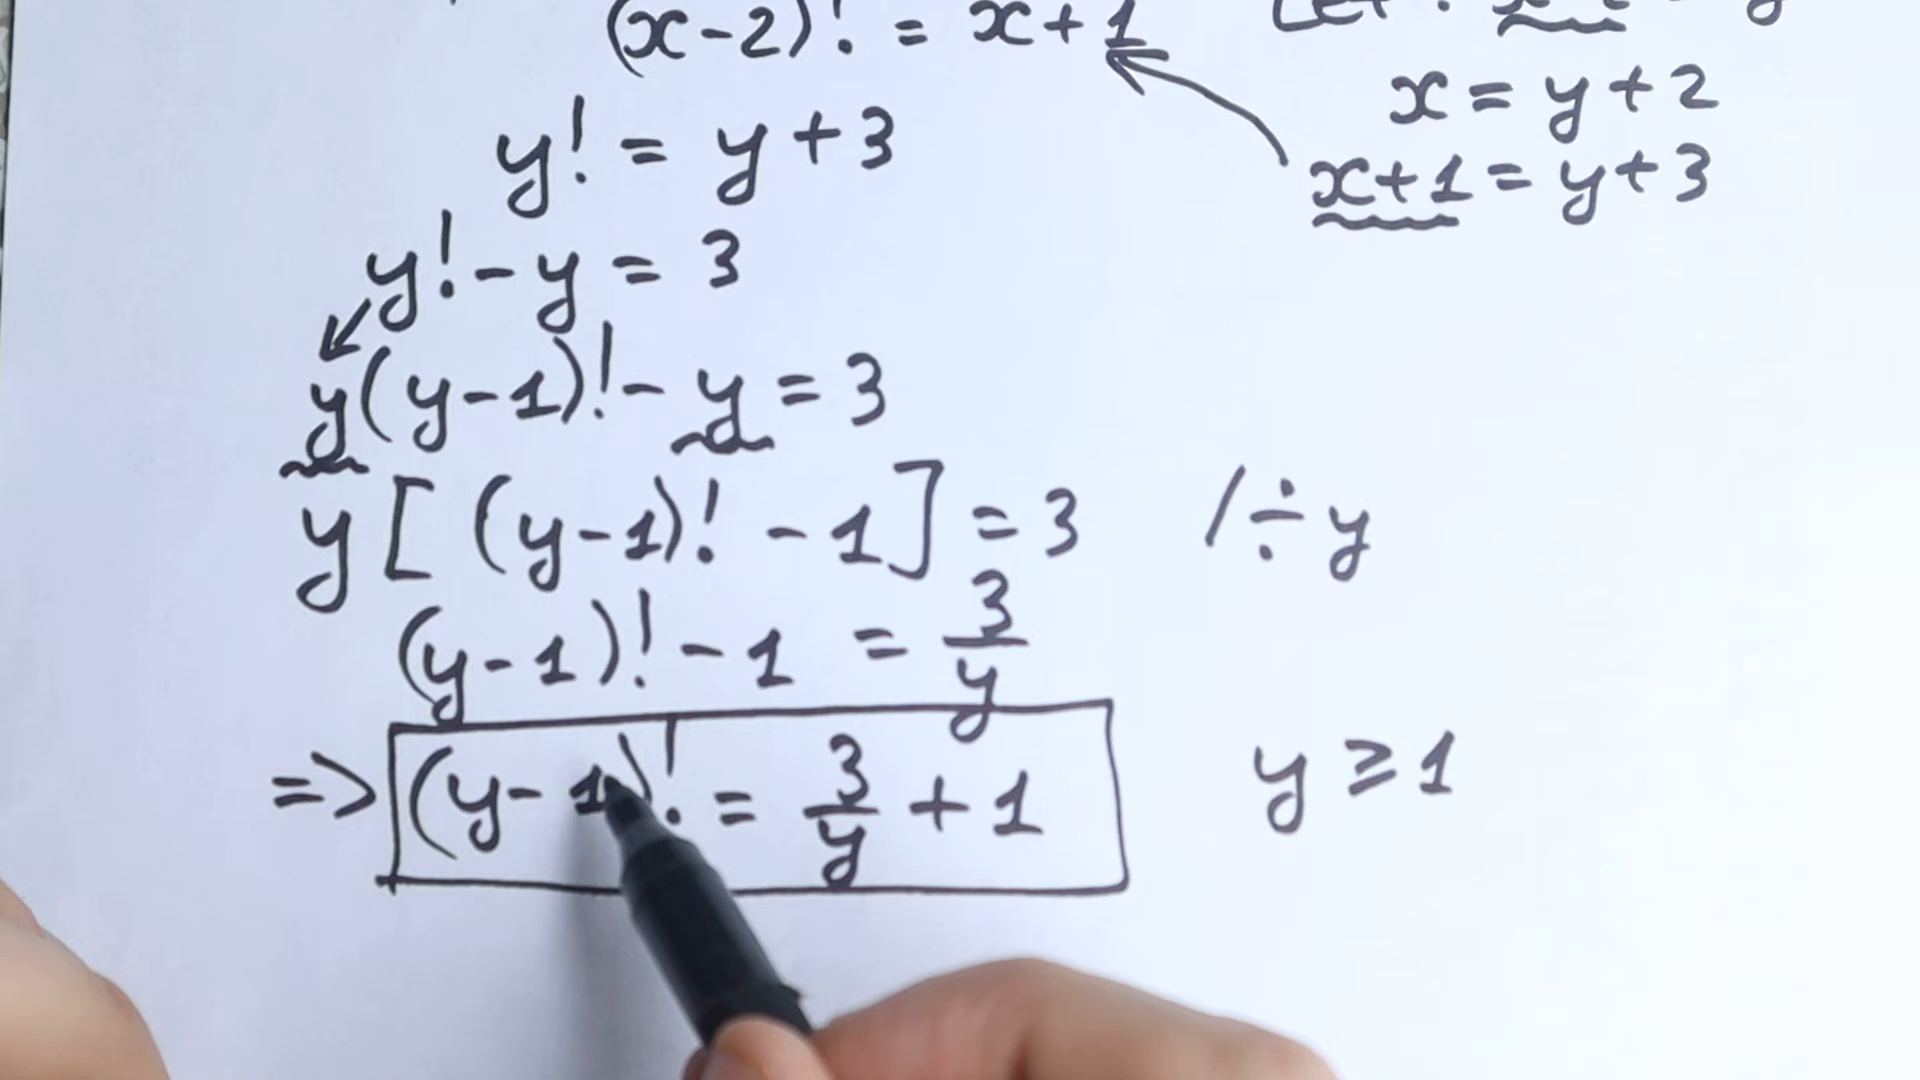 (x-2)! = x+1
Let :
x = y+2
x+1 = y+3
y! = y+3
y! - y = 3
y(y-1)! - y = 3
y[(y-1)! - 1] = 3 /÷y
(y-1)! - 1 = 3/y
=> (y-1)! = 3/y + 1 y ≥ 1